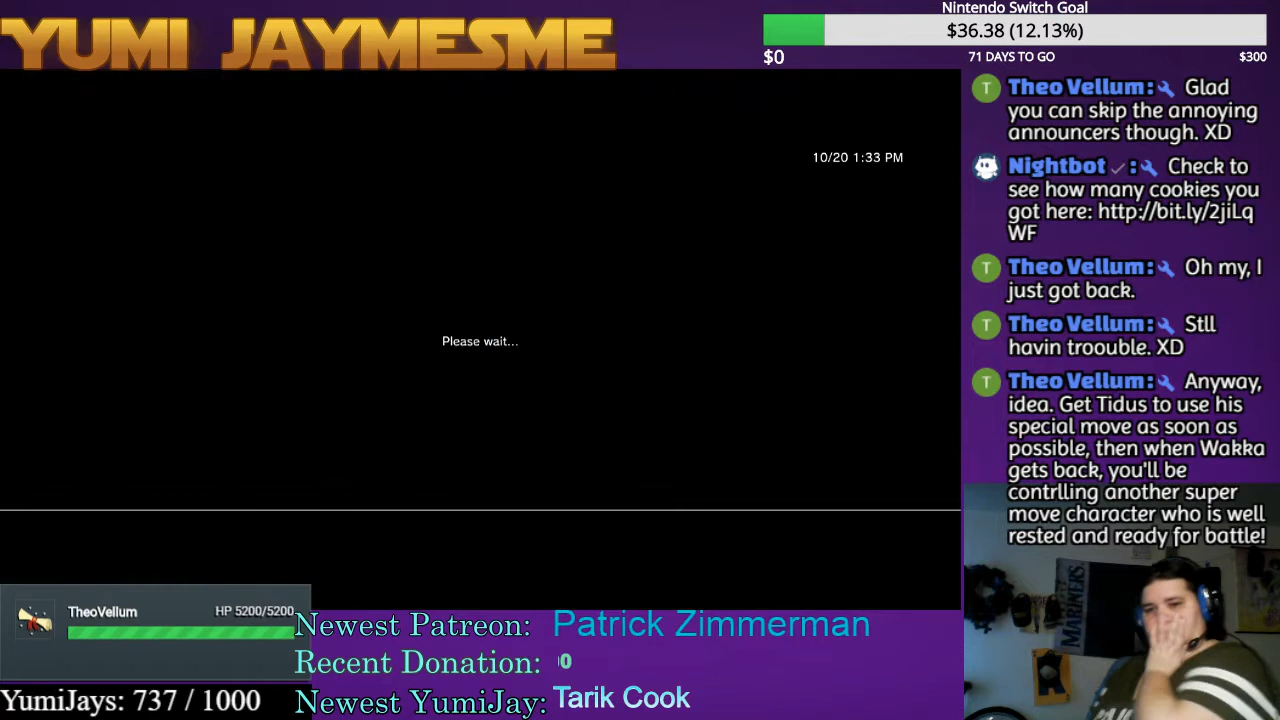 YUMI JAYMESME
Nintendo Switch Goal
$36.38 (12.13%)
$0
71 DAYS TO GO
$300
10/20 1:33 PM
Please wait...
T
Theo Vellum: Glad
you can skip the annoying
announcers though. XD
Nightbot : Check to
see how many cookies you
got here: http://bit.ly/2jiLq
WF
T
Theo Vellum: Oh my, I
just got back.
T
Theo Vellum: Stll
havin troouble. XD
T
Theo Vellum: Anyway,
idea. Get Tidus to use his
special move as soon as
possible, then when Wakka
gets back, you'll be
contrlling another super
move character who is well
rested and ready for battle!
MARINERS
TheoVellum
HP 5200/5200
Newest Patreon: Patrick Zimmerman
Recent Donation: 0
YumiJays: 737 / 1000
Newest YumiJay: Tarik Cook